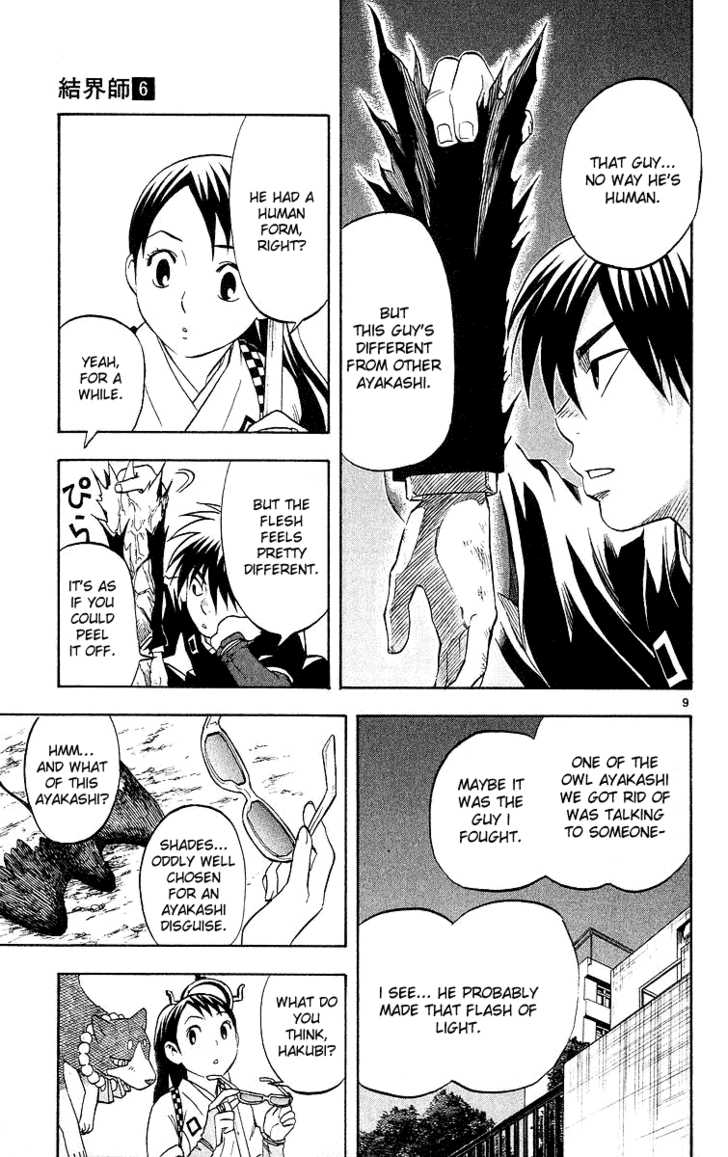 結界師6
THAT GUY...
NO WAY HE'S
HUMAN.
BUT
THIS GUY'S
DIFFERENT
FROM OTHER
AYAKASHI.
HE HAD A
HUMAN
FORM,
RIGHT?
YEAH,
FOR A
WHILE.
BUT THE
FLESH
FEELS
PRETTY
DIFFERENT.
ぴら
IT'S AS
IF YOU
COULD
PEEL
IT OFF.
9
ONE OF THE
OWL AYAKASHI
WE GOT RID OF
WAS TALKING
TO SOMEONE-
MAYBE IT
WAS THE
GUY I
FOUGHT.
I SEE... HE PROBABLY
MADE THAT FLASH OF
LIGHT.
HMM...
AND WHAT
OF THIS
AYAKASHI?
SHADES...
ODDLY WELL
CHOSEN
FOR AN
AYAKASHI
DISGUISE.
WHAT DO
YOU
THINK,
HAKUBI?